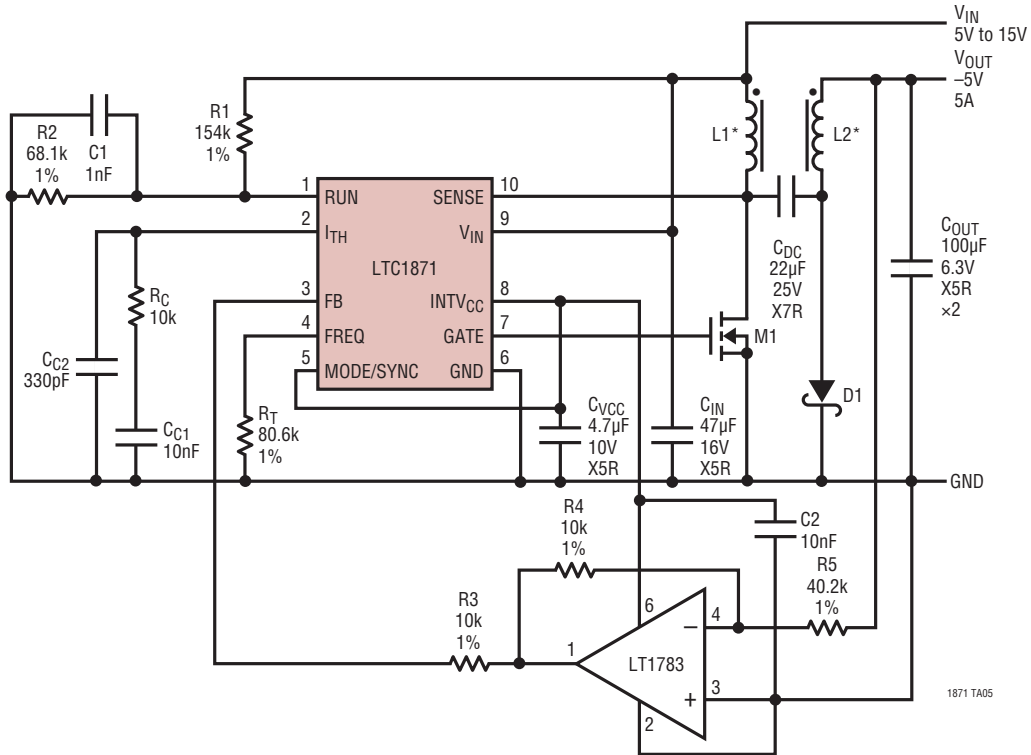 V_IN
5V to 15V
V_OUT
–5V
5A
R1
154k
1%
R2
68.1k
1%
C1
1nF
L1*
L2*
1
RUN
SENSE
10
2
I_TH
V_IN
9
LTC1871
3
FB
INTV_CC
8
4
FREQ
GATE
7
5
MODE/SYNC
GND
6
C_DC
22µF
25V
X7R
C_OUT
100µF
6.3V
X5R
×2
R_C
10k
M1
C_C2
330pF
C_C1
10nF
R_T
80.6k
1%
C_VCC
4.7µF
10V
X5R
C_IN
47µF
16V
X5R
D1
GND
R4
10k
1%
C2
10nF
R5
40.2k
1%
R3
10k
1%
6
4
–
1
LT1783
3
+
2
1871 TA05